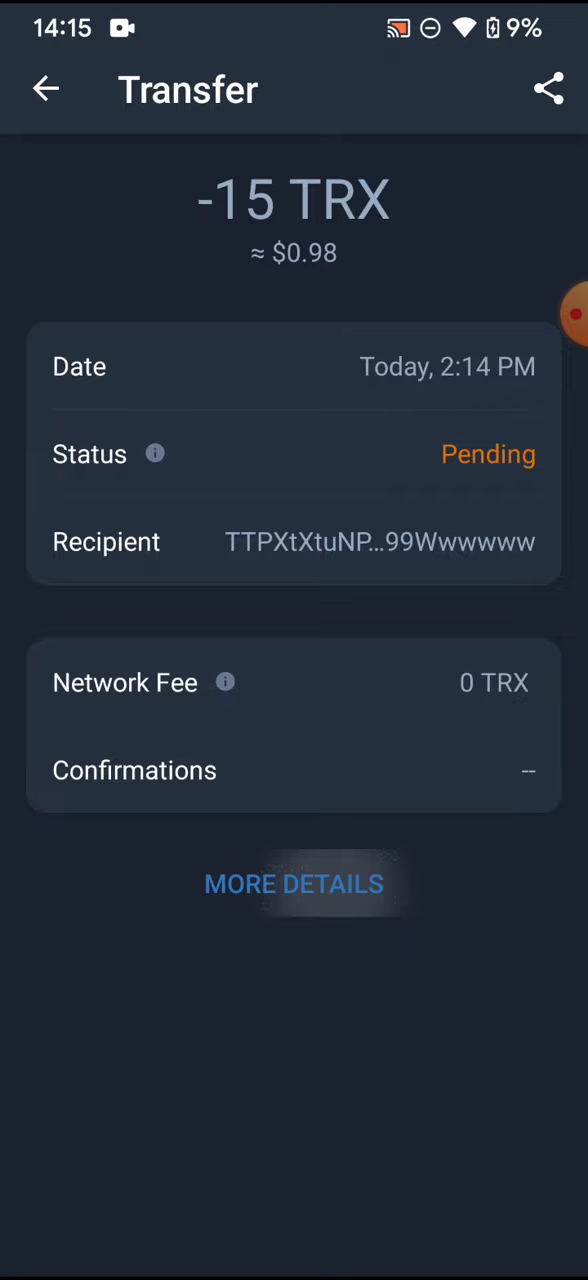 14:15 9%
Transfer
-15 TRX
≈ $0.98
Date Today, 2:14 PM
Status Pending
Recipient TTPXtXtuNP...99Wwwwww
Network Fee 0 TRX
Confirmations --
MORE DETAILS